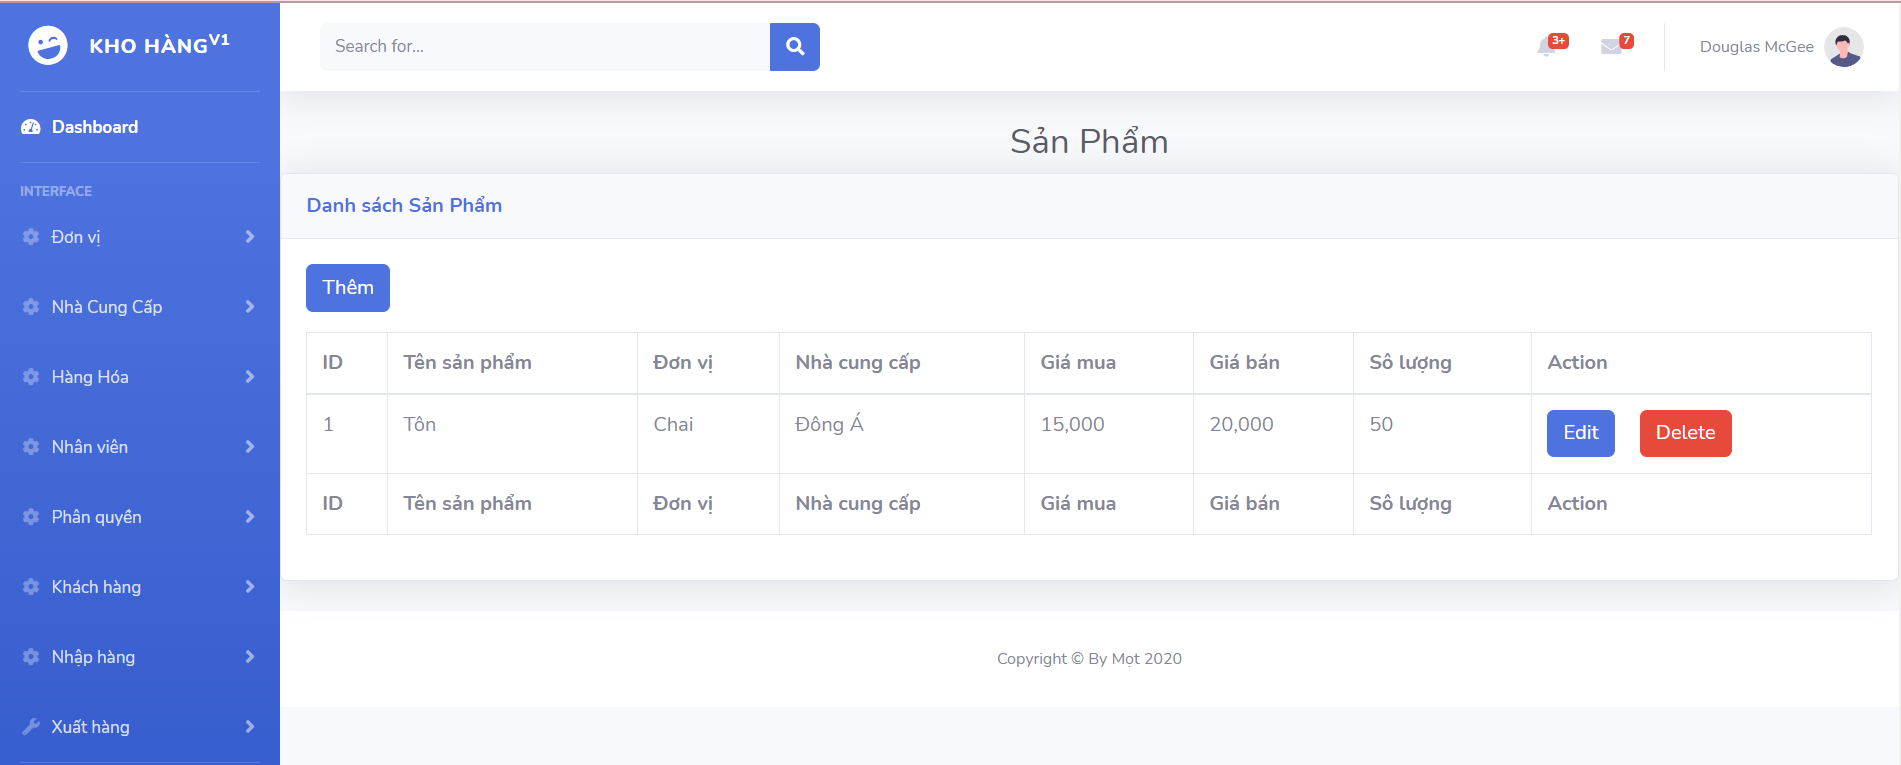 KHO HÀNGV1
Dashboard
INTERFACE
Đơn vị
Nhà Cung Cấp
Hàng Hóa
Nhân viên
Phân quyền
Khách hàng
Nhập hàng
Xuất hàng
Search for...
3+ 7 Douglas McGee
Sản Phẩm
Danh sách Sản Phẩm
Thêm
ID Tên sản phẩm Đơn vị Nhà cung cấp Giá mua Giá bán Sô lượng Action
1 Tôn Chai Đông Á 15,000 20,000 50 Edit Delete
ID Tên sản phẩm Đơn vị Nhà cung cấp Giá mua Giá bán Sô lượng Action
Copyright © By Mọt 2020